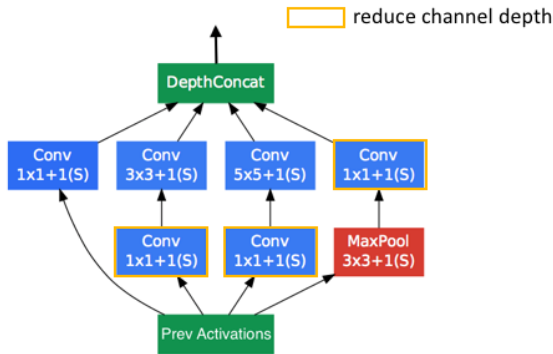 reduce channel depth
DepthConcat
Conv
1x1+1(S)
Conv
3x3+1(S)
Conv
5x5+1(S)
Conv
1x1+1(S)
Conv
1x1+1(S)
Conv
1x1+1(S)
MaxPool
3x3+1(S)
Prev Activations